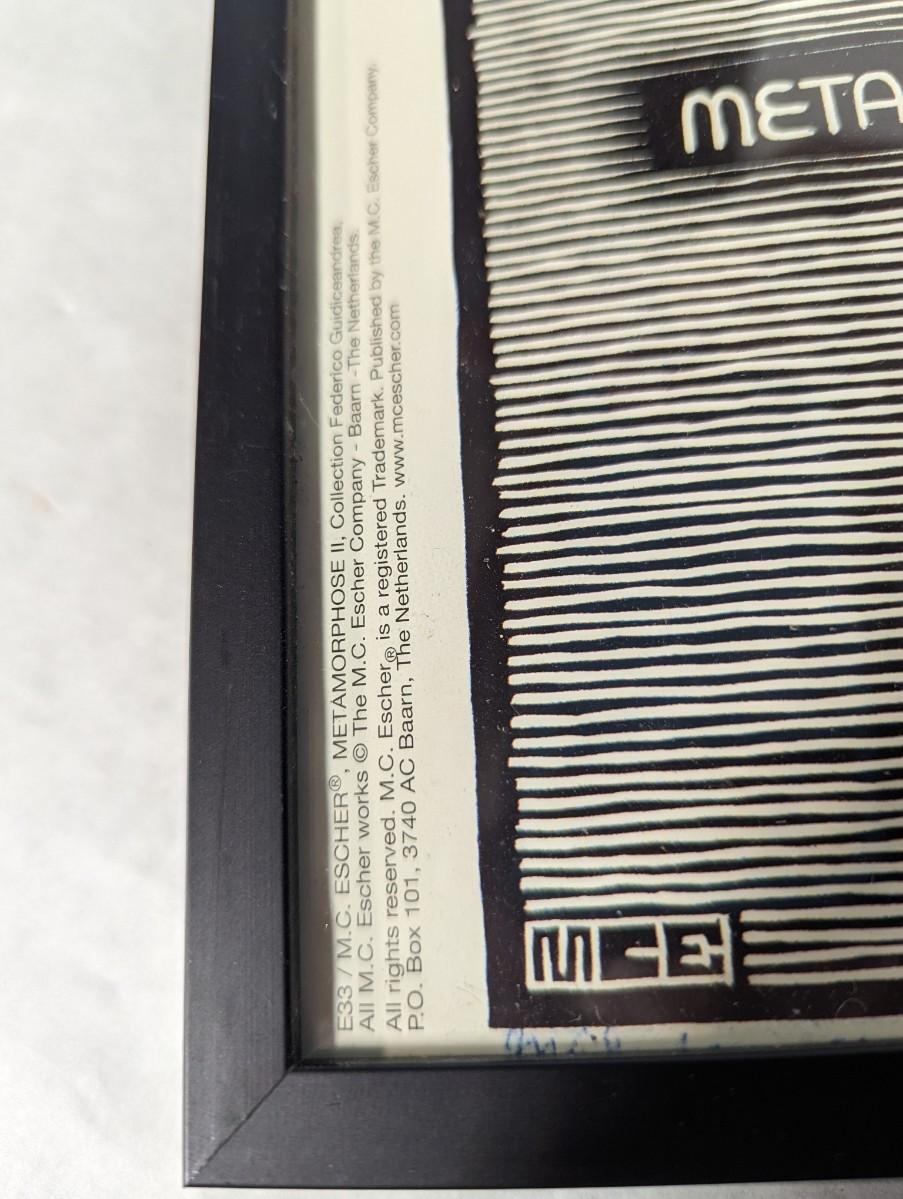 E33 / M.C. ESCHER®, METAMORPHOSE II, Collection Federico Guidiceandrea.
All M.C. Escher works © The M.C. Escher Company - Baarn -The Netherlands.
All rights reserved. M.C. Escher® is a registered Trademark. Published by the M.C. Escher Company.
P.O. Box 101, 3740 AC Baarn, The Netherlands. www.mcescher.com
META
MCE